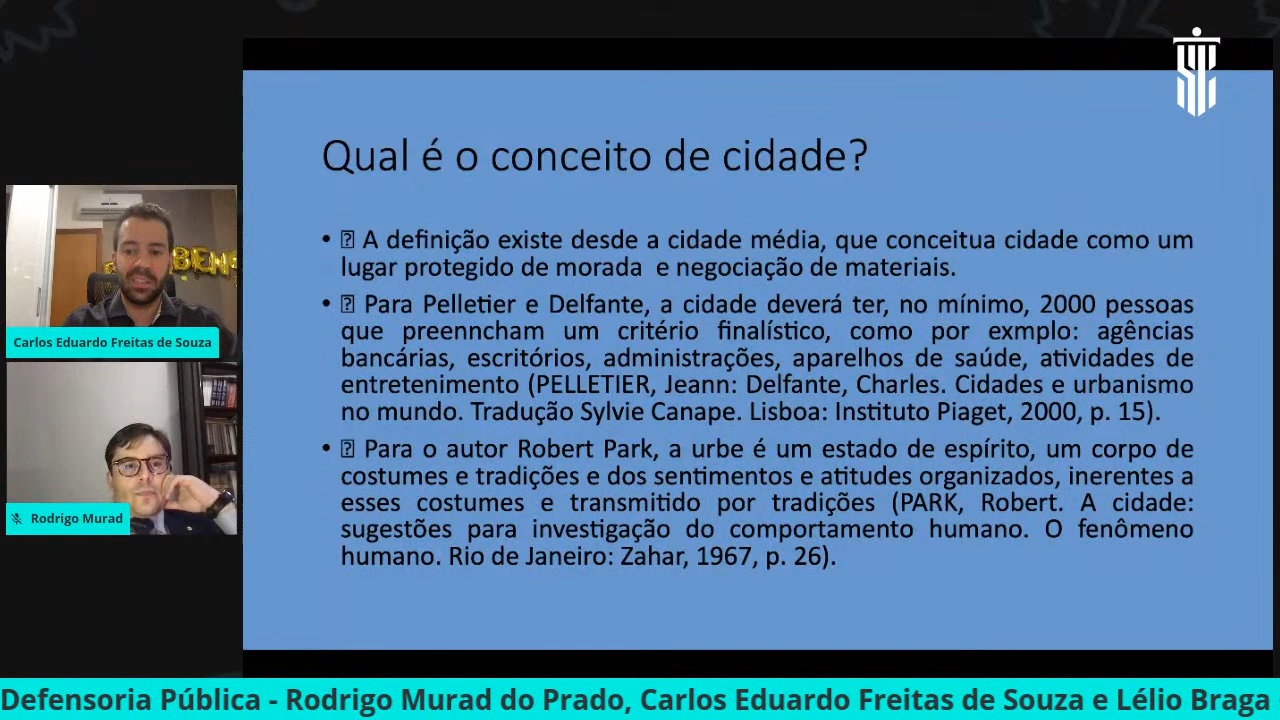 Qual é o conceito de cidade?
• A definição existe desde a cidade média, que conceitua cidade como um
lugar protegido de morada e negociação de materiais.
• Para Pelletier e Delfante, a cidade deverá ter, no mínimo, 2000 pessoas
que preenncham um critério finalístico, como por exmplo: agências
bancárias, escritórios, administrações, aparelhos de saúde, atividades de
entretenimento (PELLETIER, Jeann: Delfante, Charles. Cidades e urbanismo
no mundo. Tradução Sylvie Canape. Lisboa: Instituto Piaget, 2000, p. 15).
• Para o autor Robert Park, a urbe é um estado de espírito, um corpo de
costumes e tradições e dos sentimentos e atitudes organizados, inerentes a
esses costumes e transmitido por tradições (PARK, Robert. A cidade:
sugestões para investigação do comportamento humano. O fenômeno
humano. Rio de Janeiro: Zahar, 1967, p. 26).
BEN
Carlos Eduardo Freitas de Souza
Rodrigo Murad
Defensoria Pública - Rodrigo Murad do Prado, Carlos Eduardo Freitas de Souza e Lélio Braga